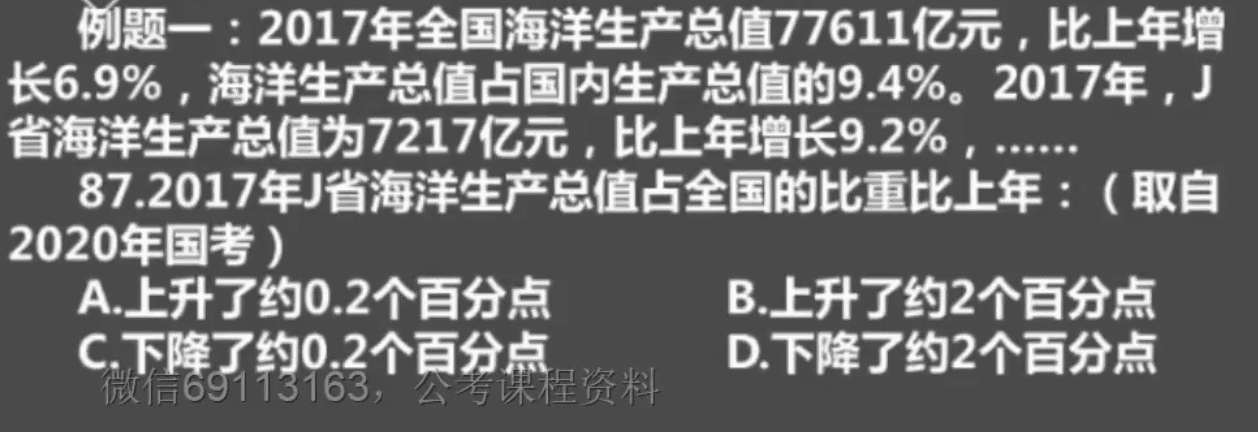 例题一：2017年全国海洋生产总值77611亿元，比上年增
长6.9%，海洋生产总值占国内生产总值的9.4%。2017年，J
省海洋生产总值为7217亿元，比上年增长9.2%，……
87.2017年J省海洋生产总值占全国的比重比上年：（取自
2020年国考）
A.上升了约0.2个百分点 B.上升了约2个百分点
C.下降了约0.2个百分点 D.下降了约2个百分点
微信69113163，公考课程资料